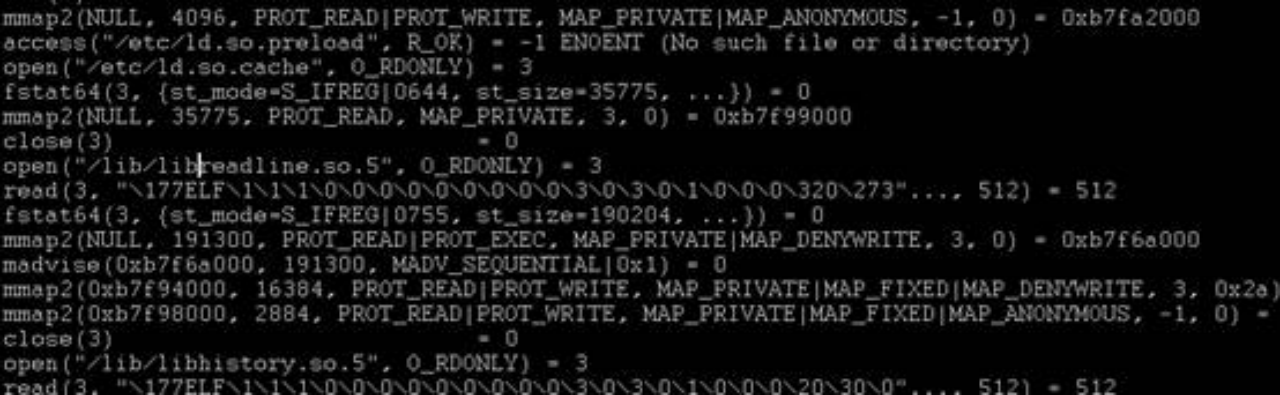 mmap2(NULL, 4096, PROT_READ|PROT_WRITE, MAP_PRIVATE|MAP_ANONYMOUS, -1, 0) = 0xb7fa2000
access("/etc/ld.so.preload", R_OK) = -1 ENOENT (No such file or directory)
open("/etc/ld.so.cache", O_RDONLY) = 3
fstat64(3, {st_mode=S_IFREG|0644, st_size=35775, ...}) = 0
mmap2(NULL, 35775, PROT_READ, MAP_PRIVATE, 3, 0) = 0xb7f99000
close(3) = 0
open("/lib/libreadline.so.5", O_RDONLY) = 3
read(3, "\177ELF\1\1\1\0\0\0\0\0\0\0\0\0\3\0\3\0\1\0\0\0\320\273"..., 512) = 512
fstat64(3, {st_mode=S_IFREG|0755, st_size=190204, ...}) = 0
mmap2(NULL, 191300, PROT_READ|PROT_EXEC, MAP_PRIVATE|MAP_DENYWRITE, 3, 0) = 0xb7f6a000
madvise(0xb7f6a000, 191300, MADV_SEQUENTIAL|0x1) = 0
mmap2(0xb7f94000, 16384, PROT_READ|PROT_WRITE, MAP_PRIVATE|MAP_FIXED|MAP_DENYWRITE, 3, 0x2a)
mmap2(0xb7f98000, 2884, PROT_READ|PROT_WRITE, MAP_PRIVATE|MAP_FIXED|MAP_ANONYMOUS, -1, 0) =
close(3) = 0
open("/lib/libhistory.so.5", O_RDONLY) = 3
read(3, "\177ELF\1\1\1\0\0\0\0\0\0\0\0\0\3\0\3\0\1\0\0\0\20\30\0"..., 512) = 512